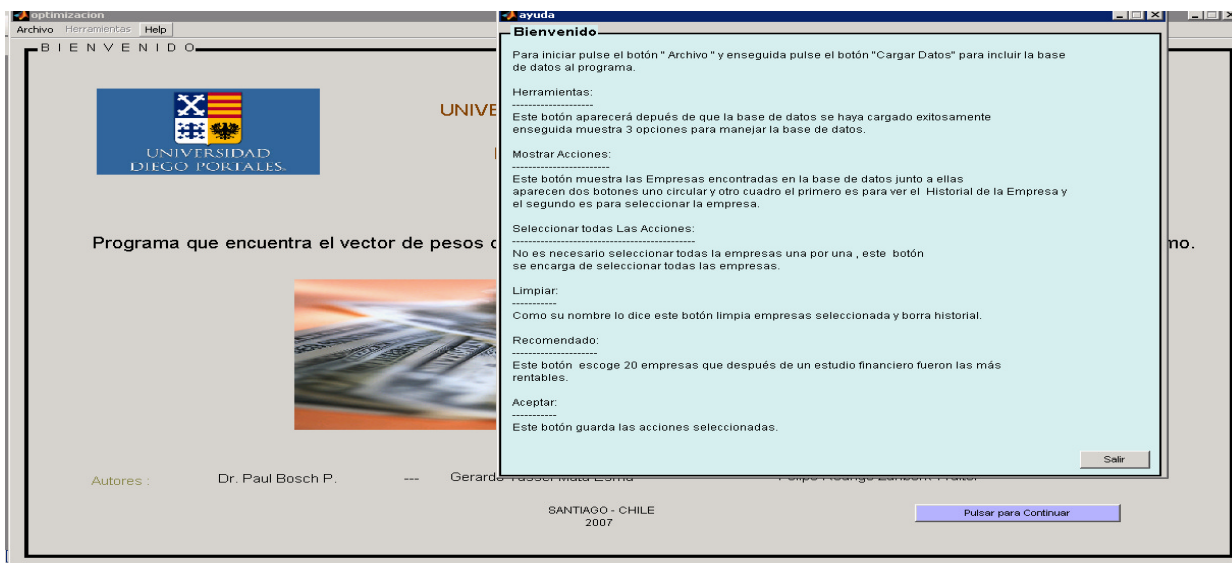 optimizacion
Archivo Herramientas Help
BIENVENIDO
UNIVERSIDAD
DIEGO PORTALES
UNIVE
Programa que encuentra el vector de pesos
mo.
Autores :
Dr. Paul Bosch P.
---
SANTIAGO - CHILE
2007
Pulsar para Continuar
ayuda
Bienvenido
Para iniciar pulse el botón " Archivo " y enseguida pulse el botón "Cargar Datos" para incluir la base
de datos al programa.
Herramientas:
-------------------
Este botón aparecerá depués de que la base de datos se haya cargado exitosamente
enseguida muestra 3 opciones para manejar la base de datos.
Mostrar Acciones:
-----------------------
Este botón muestra las Empresas encontradas en la base de datos junto a ellas
aparecen dos botones uno circular y otro cuadro el primero es para ver el Historial de la Empresa y
el segundo es para seleccionar la empresa.
Seleccionar todas Las Acciones:
-------------------------------------------
No es necesario seleccionar todas la empresas una por una , este botón
se encarga de seleccionar todas las empresas.
Limpiar:
-----------
Como su nombre lo dice este botón limpia empresas seleccionada y borra historial.
Recomendado:
--------------------
Este botón escoge 20 empresas que después de un estudio financiero fueron las más
rentables.
Aceptar:
-----------
Este botón guarda las acciones seleccionadas.
Salir